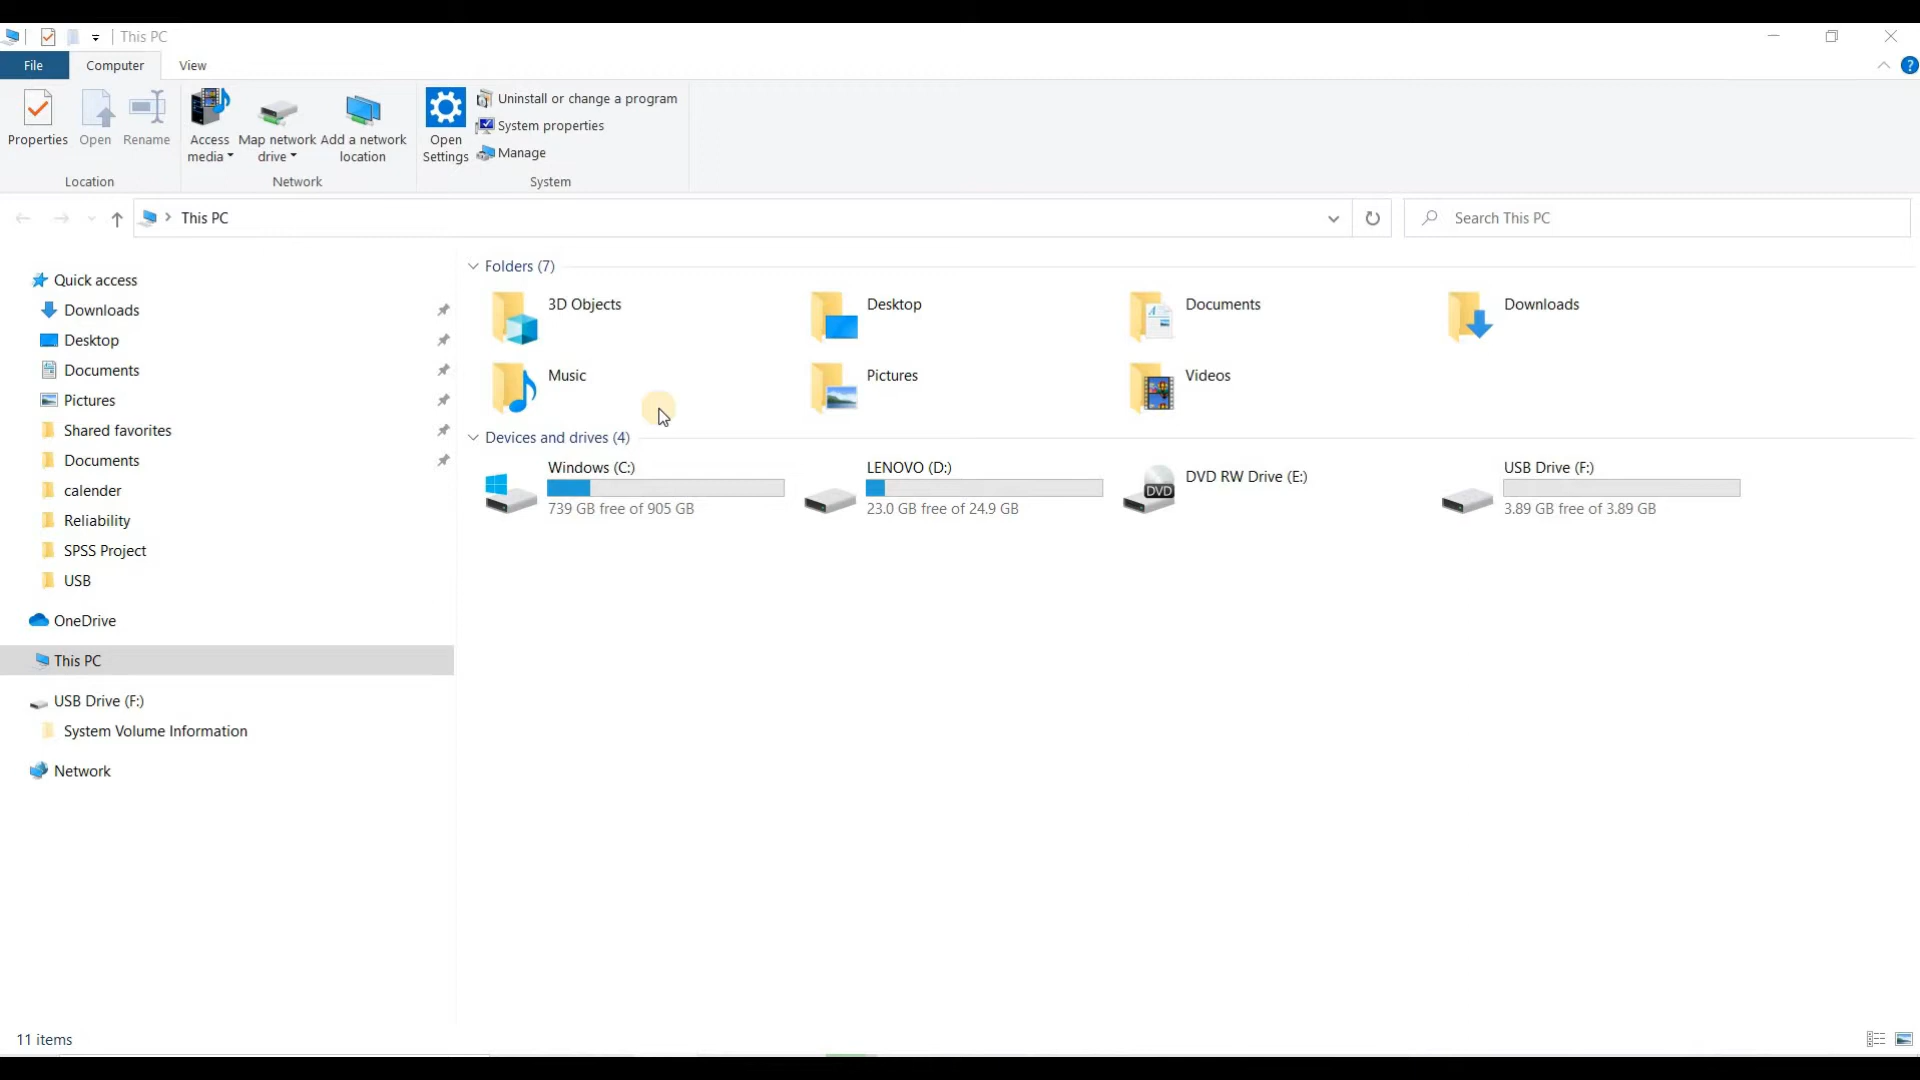 This PC
File Computer View
Properties Open Rename Access media Map network drive Add a network location Open Settings
Uninstall or change a program
System properties
Manage
Location Network System
This PC
Search This PC
Quick access
Downloads
Desktop
Documents
Pictures
Shared favorites
Documents
calender
Reliability
SPSS Project
USB
OneDrive
This PC
USB Drive (F:)
System Volume Information
Network
Folders (7)
3D Objects Desktop Documents Downloads
Music Pictures Videos
Devices and drives (4)
Windows (C:)
739 GB free of 905 GB
LENOVO (D:)
23.0 GB free of 24.9 GB
DVD
DVD RW Drive (E:)
USB Drive (F:)
3.89 GB free of 3.89 GB
11 items